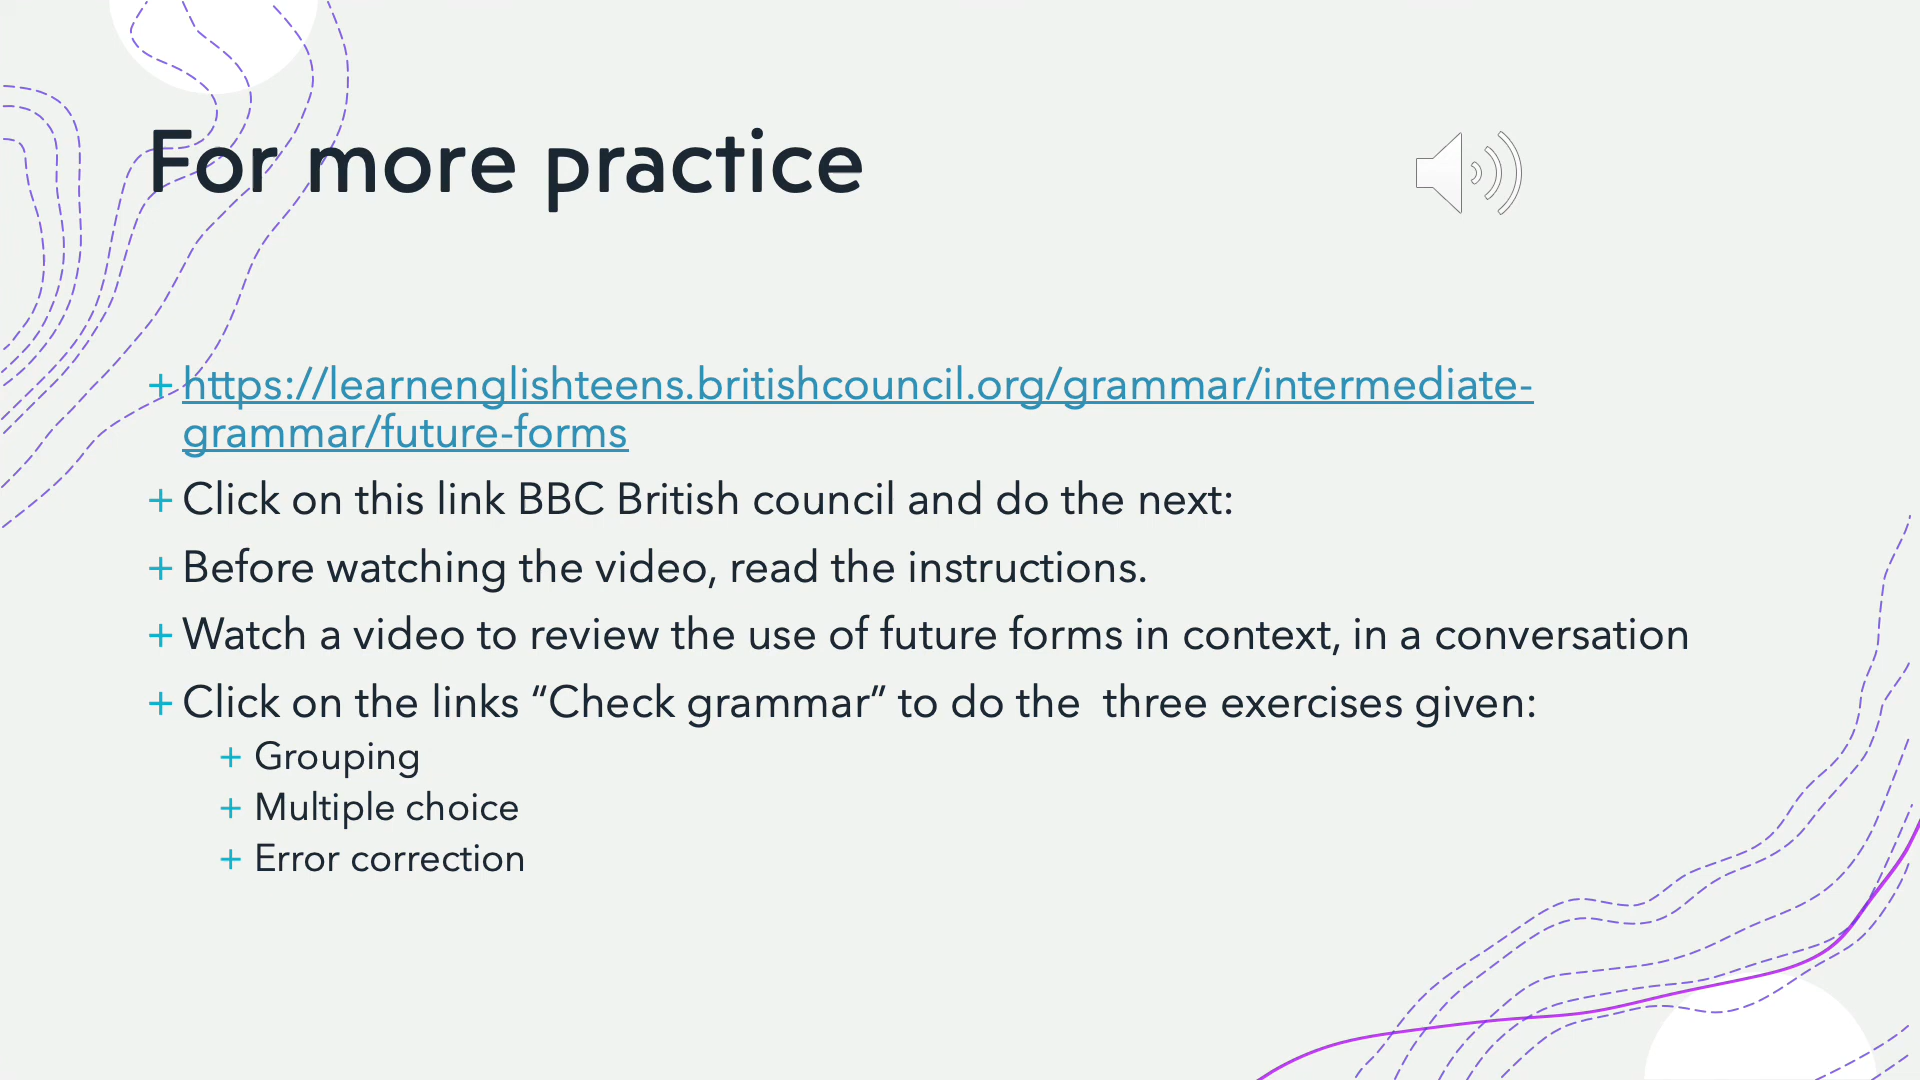 For more practice
+ https://learnenglishteens.britishcouncil.org/grammar/intermediate-
grammar/future-forms
+ Click on this link BBC British council and do the next:
+ Before watching the video, read the instructions.
+ Watch a video to review the use of future forms in context, in a conversation
+ Click on the links “Check grammar” to do the  three exercises given:
+ Grouping
+ Multiple choice
+ Error correction